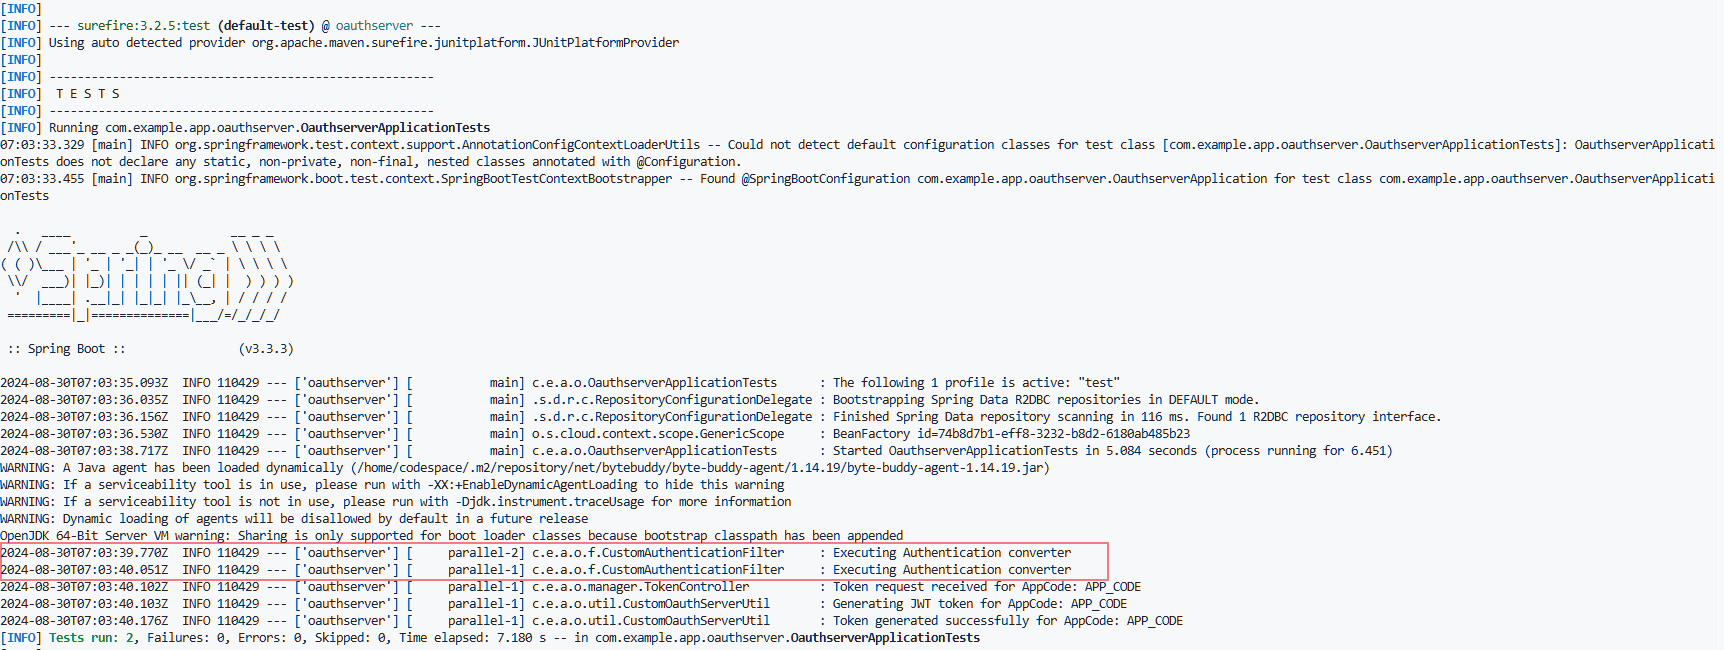 [INFO]
[INFO] --- surefire:3.2.5:test (default-test) @ oauthserver ---
[INFO] Using auto detected provider org.apache.maven.surefire.junitplatform.JUnitPlatformProvider
[INFO]
[INFO] -------------------------------------------------------
[INFO]  T E S T S
[INFO] -------------------------------------------------------
[INFO] Running com.example.app.oauthserver.OauthserverApplicationTests
07:03:33.329 [main] INFO org.springframework.test.context.support.AnnotationConfigContextLoaderUtils -- Could not detect default configuration classes for test class [com.example.app.oauthserver.OauthserverApplicationTests]: OauthserverApplicati
onTests does not declare any static, non-private, non-final, nested classes annotated with @Configuration.
07:03:33.455 [main] INFO org.springframework.boot.test.context.SpringBootTestContextBootstrapper -- Found @SpringBootConfiguration com.example.app.oauthserver.OauthserverApplication for test class com.example.app.oauthserver.OauthserverApplicati
onTests

  .   ____          _            __ _ _
 /\\ / ___'_ __ _ _(_)_ __  __ _ \ \ \ \
( ( )\___ | '_ | '_| | '_ \/ _` | \ \ \ \
 \\/  ___)| |_)| | | | | || (_| |  ) ) ) )
  '  |____| .__|_| |_|_| |_\__, | / / / /
 =========|_|==============|___/=/_/_/_/

 :: Spring Boot ::                (v3.3.3)

2024-08-30T07:03:35.093Z  INFO 110429 --- ['oauthserver'] [           main] c.e.a.o.OauthserverApplicationTests      : The following 1 profile is active: "test"
2024-08-30T07:03:36.035Z  INFO 110429 --- ['oauthserver'] [           main] .s.d.r.c.RepositoryConfigurationDelegate : Bootstrapping Spring Data R2DBC repositories in DEFAULT mode.
2024-08-30T07:03:36.156Z  INFO 110429 --- ['oauthserver'] [           main] .s.d.r.c.RepositoryConfigurationDelegate : Finished Spring Data repository scanning in 116 ms. Found 1 R2DBC repository interface.
2024-08-30T07:03:36.530Z  INFO 110429 --- ['oauthserver'] [           main] o.s.cloud.context.scope.GenericScope     : BeanFactory id=74b8d7b1-eff8-3232-b8d2-6180ab485b23
2024-08-30T07:03:38.717Z  INFO 110429 --- ['oauthserver'] [           main] c.e.a.o.OauthserverApplicationTests      : Started OauthserverApplicationTests in 5.084 seconds (process running for 6.451)
WARNING: A Java agent has been loaded dynamically (/home/codespace/.m2/repository/net/bytebuddy/byte-buddy-agent/1.14.19/byte-buddy-agent-1.14.19.jar)
WARNING: If a serviceability tool is in use, please run with -XX:+EnableDynamicAgentLoading to hide this warning
WARNING: If a serviceability tool is not in use, please run with -Djdk.instrument.traceUsage for more information
WARNING: Dynamic loading of agents will be disallowed by default in a future release
OpenJDK 64-Bit Server VM warning: Sharing is only supported for boot loader classes because bootstrap classpath has been appended
2024-08-30T07:03:39.770Z  INFO 110429 --- ['oauthserver'] [     parallel-2] c.e.a.o.f.CustomAuthenticationFilter     : Executing Authentication converter
2024-08-30T07:03:40.051Z  INFO 110429 --- ['oauthserver'] [     parallel-1] c.e.a.o.f.CustomAuthenticationFilter     : Executing Authentication converter
2024-08-30T07:03:40.102Z  INFO 110429 --- ['oauthserver'] [     parallel-1] c.e.a.o.manager.TokenController          : Token request received for AppCode: APP_CODE
2024-08-30T07:03:40.103Z  INFO 110429 --- ['oauthserver'] [     parallel-1] c.e.a.o.util.CustomOauthServerUtil       : Generating JWT token for AppCode: APP_CODE
2024-08-30T07:03:40.176Z  INFO 110429 --- ['oauthserver'] [     parallel-1] c.e.a.o.util.CustomOauthServerUtil       : Token generated successfully for AppCode: APP_CODE
[INFO] Tests run: 2, Failures: 0, Errors: 0, Skipped: 0, Time elapsed: 7.180 s -- in com.example.app.oauthserver.OauthserverApplicationTests